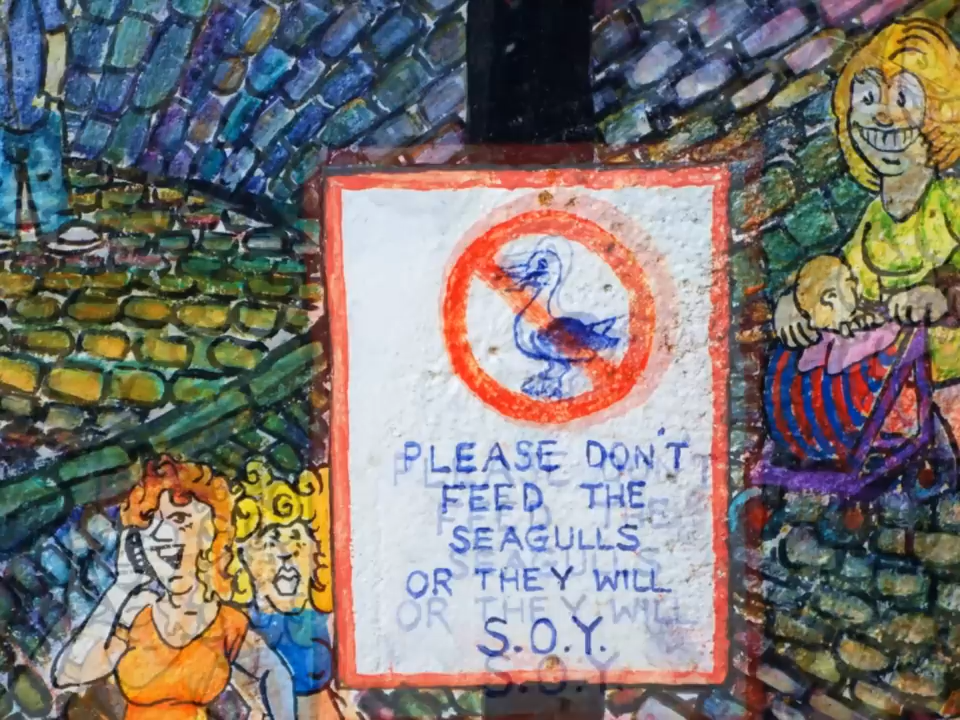 PLEASE DON'T
FEED THE
SEAGULLS
OR THEY WILL
S.O.Y.